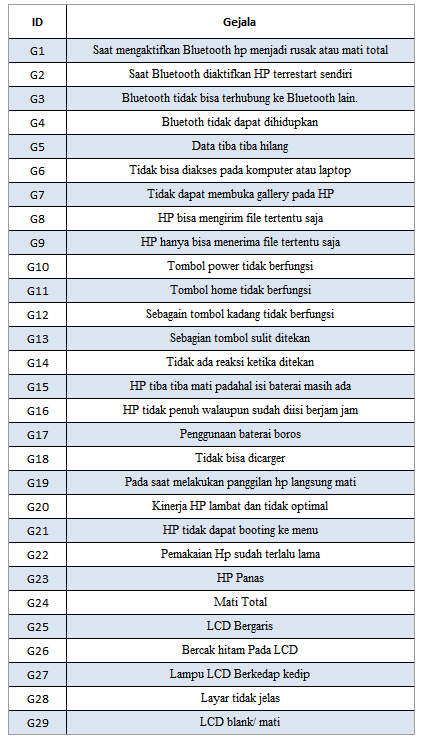 ID Gejala
G1 Saat mengaktifkan Bluetooth hp menjadi rusak atau mati total
G2 Saat Bluetooth diaktifkan HP terrestart sendiri
G3 Bluetooth tidak bisa terhubung ke Bluetooth lain.
G4 Bluetoth tidak dapat dihidupkan
G5 Data tiba tiba hilang
G6 Tidak bisa diakses pada komputer atau laptop
G7 Tidak dapat membuka gallery pada HP
G8 HP bisa mengirim file tertentu saja
G9 HP hanya bisa menerima file tertentu saja
G10 Tombol power tidak berfungsi
G11 Tombol home tidak berfungsi
G12 Sebagain tombol kadang tidak berfungsi
G13 Sebagian tombol sulit ditekan
G14 Tidak ada reaksi ketika ditekan
G15 HP tiba tiba mati padahal isi baterai masih ada
G16 HP tidak penuh walaupun sudah diisi berjam jam
G17 Penggunaan baterai boros
G18 Tidak bisa dicarger
G19 Pada saat melakukan panggilan hp langsung mati
G20 Kinerja HP lambat dan tidak optimal
G21 HP tidak dapat booting ke menu
G22 Pemakaian Hp sudah terlalu lama
G23 HP Panas
G24 Mati Total
G25 LCD Bergaris
G26 Bercak hitam Pada LCD
G27 Lampu LCD Berkedap kedip
G28 Layar tidak jelas
G29 LCD blank/ mati